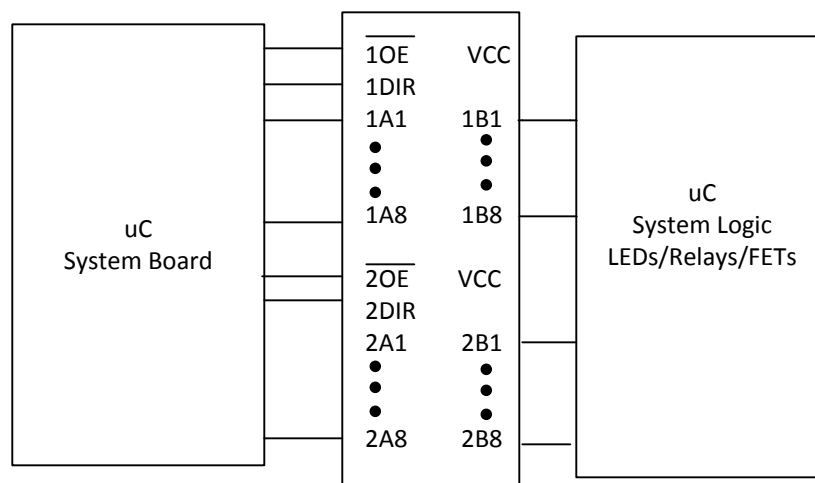 uC
System Board
1OE VCC
1DIR
1A1 1B1
1A8 1B8
2OE VCC
2DIR
2A1 2B1
2A8 2B8
uC
System Logic
LEDs/Relays/FETs